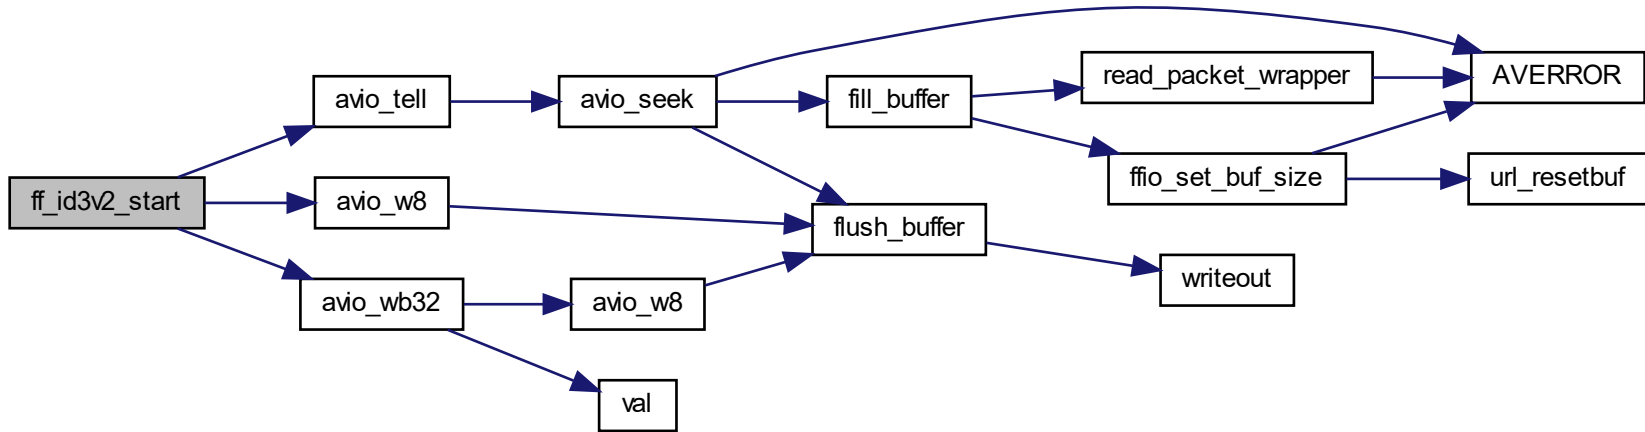 ff_id3v2_start
avio_tell
avio_w8
avio_wb32
avio_seek
avio_w8
val
fill_buffer
flush_buffer
read_packet_wrapper
ffio_set_buf_size
writeout
AVERROR
url_resetbuf